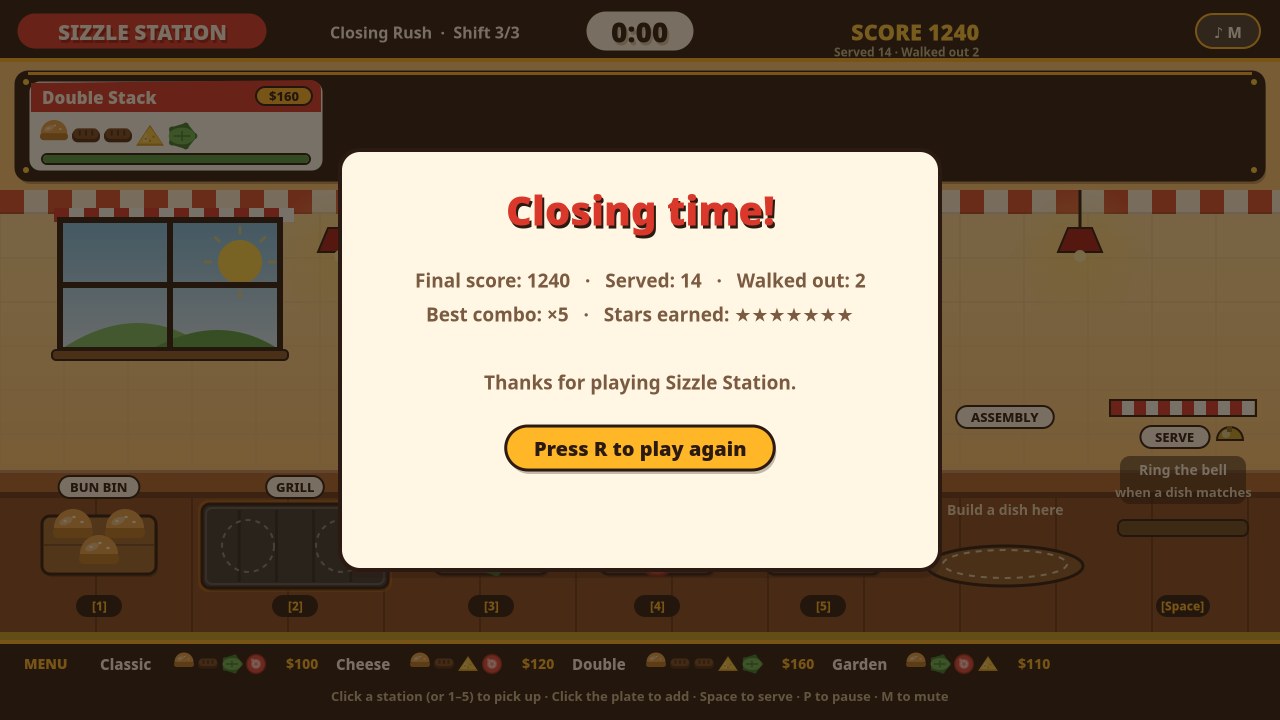 SIZZLE STATION
Closing Rush · Shift 3/3
0:00
SCORE 1240
Served 14 · Walked out 2
♪ M
Double Stack
$160
Closing time!
Final score: 1240 · Served: 14 · Walked out: 2
Best combo: ×5 · Stars earned: ★★★★★★★
Thanks for playing Sizzle Station.
Press R to play again
ASSEMBLY
SERVE
Ring the bell
when a dish matches
BUN BIN
GRILL
Build a dish here
[1]
[2]
[3]
[4]
[5]
[Space]
MENU
Classic
$100
Cheese
$120
Double
$160
Garden
$110
Click a station (or 1–5) to pick up · Click the plate to add · Space to serve · P to pause · M to mute